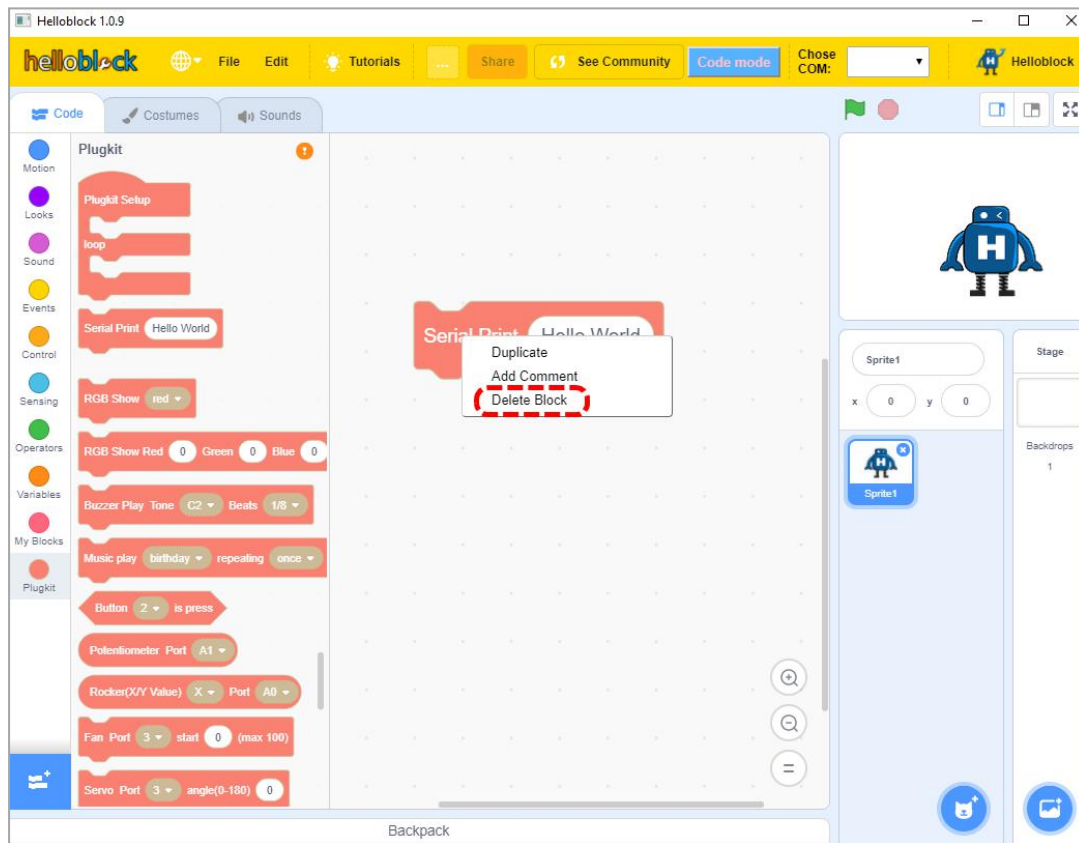 Helloblock 1.0.9
helloblock File Edit Tutorials ... Share See Community Code mode Chose COM: Helloblock
Code Costumes Sounds
Motion
Looks
Sound
Events
Control
Sensing
Operators
Variables
My Blocks
Plugkit
Plugkit
Plugkit Setup
loop
Serial Print Hello World
RGB Show red
RGB Show Red 0 Green 0 Blue 0
Buzzer Play Tone C2 Beats 1/8
Music play birthday repeating once
Button 2 is press
Potentiometer Port A1
Rocker(X/Y Value) X Port A0
Fan Port 3 start 0 (max 100)
Servo Port 3 angle(0-180) 0
Serial Print Hello World
Duplicate
Add Comment
Delete Block
Backpack
H
Sprite1
x 0 y 0
Sprite1
Stage
Backdrops
1